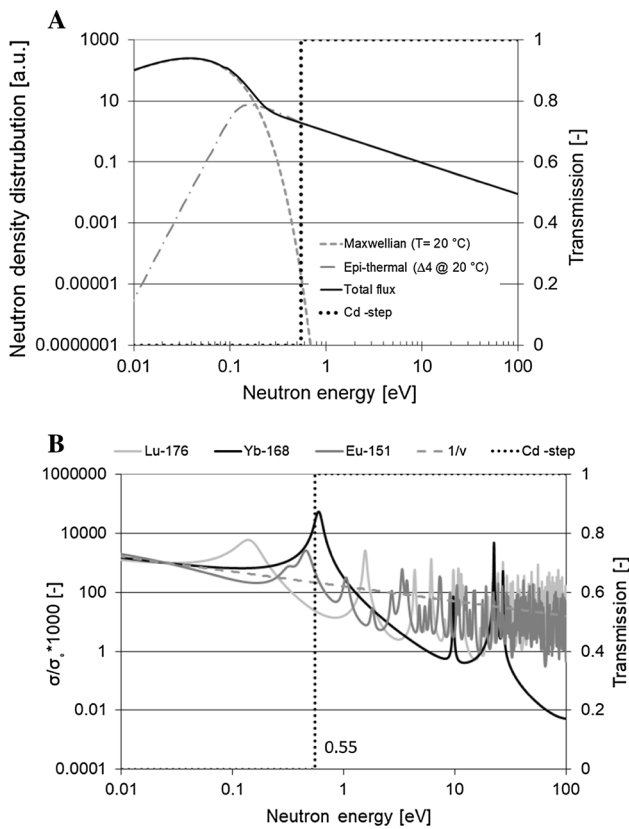 A
Neutron density distrubution [a.u.]
1000
10
0.1
0.001
0.00001
0.0000001
1
0.8
0.6
0.4
0.2
0
Transmission [-]
Maxwellian (T= 20 °C)
Epi-thermal (Δ4 @ 20 °C)
Total flux
Cd -step
0.01 0.1 1 10 100
Neutron energy [eV]
B
Lu-176 Yb-168 Eu-151 1/v Cd -step
σ/σ∘*1000 [-]
1000000
10000
100
1
0.01
0.0001
1
0.8
0.6
0.4
0.2
0
Transmission [-]
0.55
0.01 0.1 1 10 100
Neutron energy [eV]